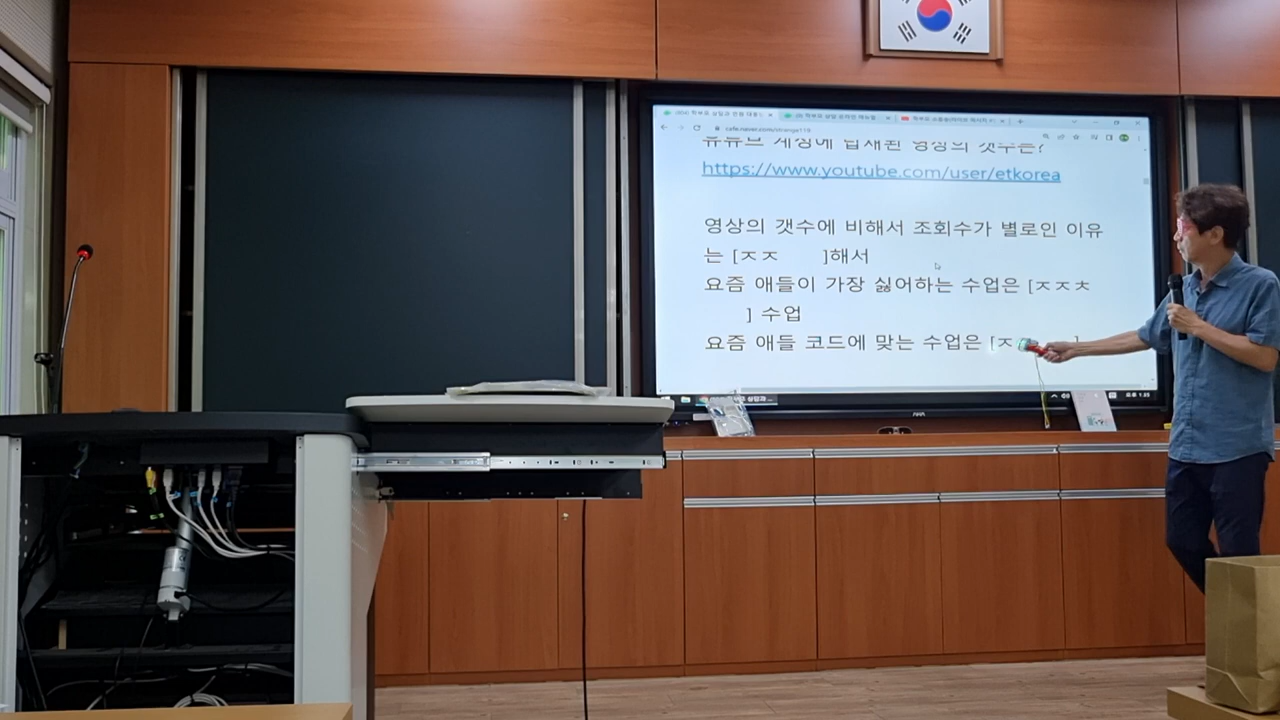 cafe.naver.com/strange119
유튜브 계정에 탑재된 영상의 갯수는?
https://www.youtube.com/user/etkorea
영상의 갯수에 비해서 조회수가 별로인 이유
는 [ㅈㅈ ]해서
요즘 애들이 가장 싫어하는 수업은 [ㅈㅈㅊ
] 수업
요즘 애들 코드에 맞는 수업은 [ㅈ ]
오후 1:35